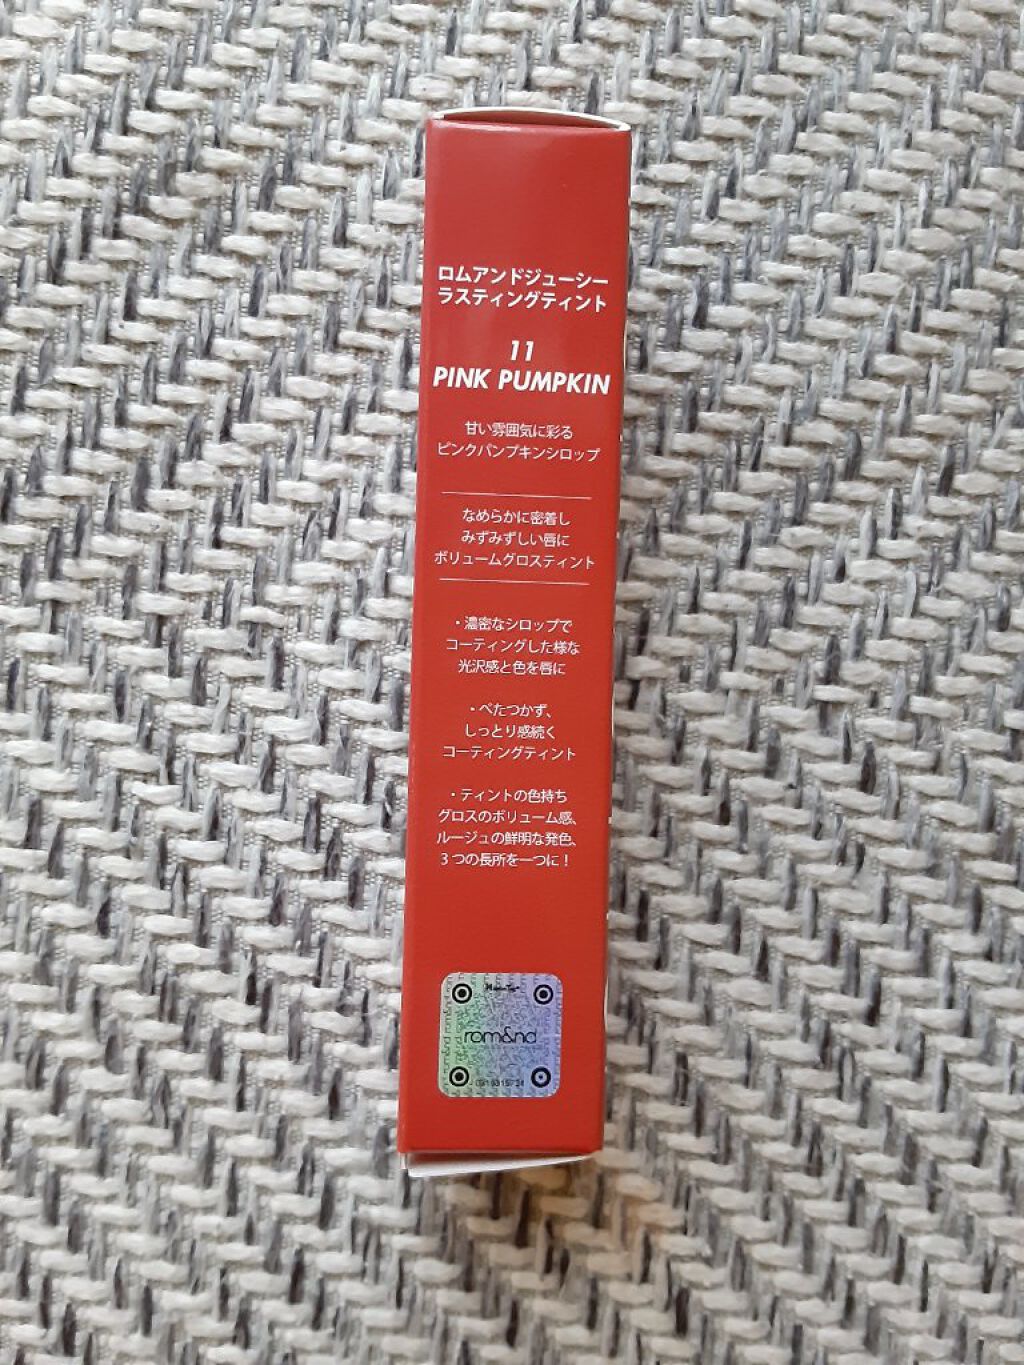 ロムアンドジューシー
ラスティングティント
11
PINK PUMPKIN
甘い雰囲気に彩る
ピンクパンプキンシロップ
なめらかに密着し
みずみずしい唇に
ボリュームグロスティント
・濃密なシロップで
コーティングした様な
光沢感と色を唇に
・べたつかず、
しっとり感続く
コーティングティント
・ティントの色持ち
グロスのボリューム感、
ルージュの鮮明な発色、
3つの長所を一つに！
rom&nd